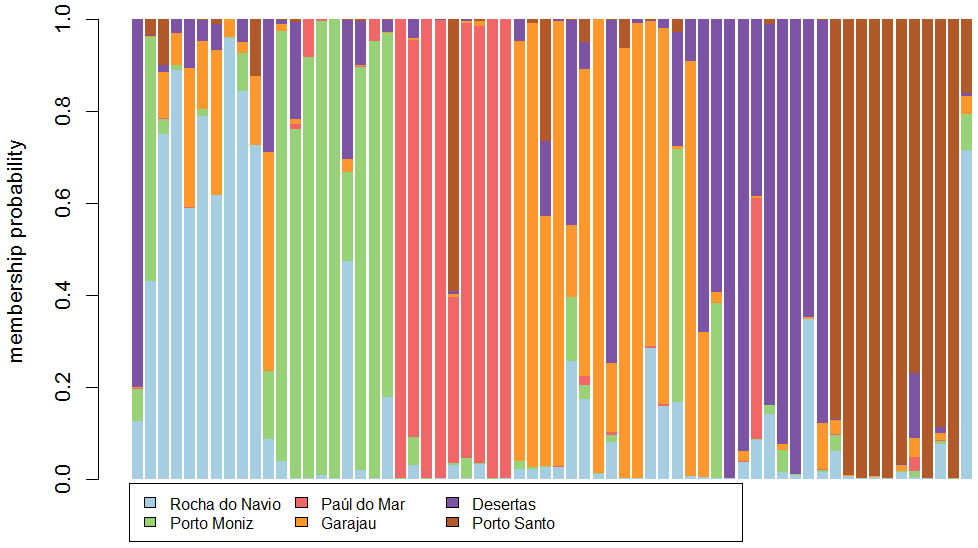 membership probability
1.0
0.8
0.6
0.4
0.2
0.0
Rocha do Navio Paúl do Mar Desertas
Porto Moniz Garajau Porto Santo